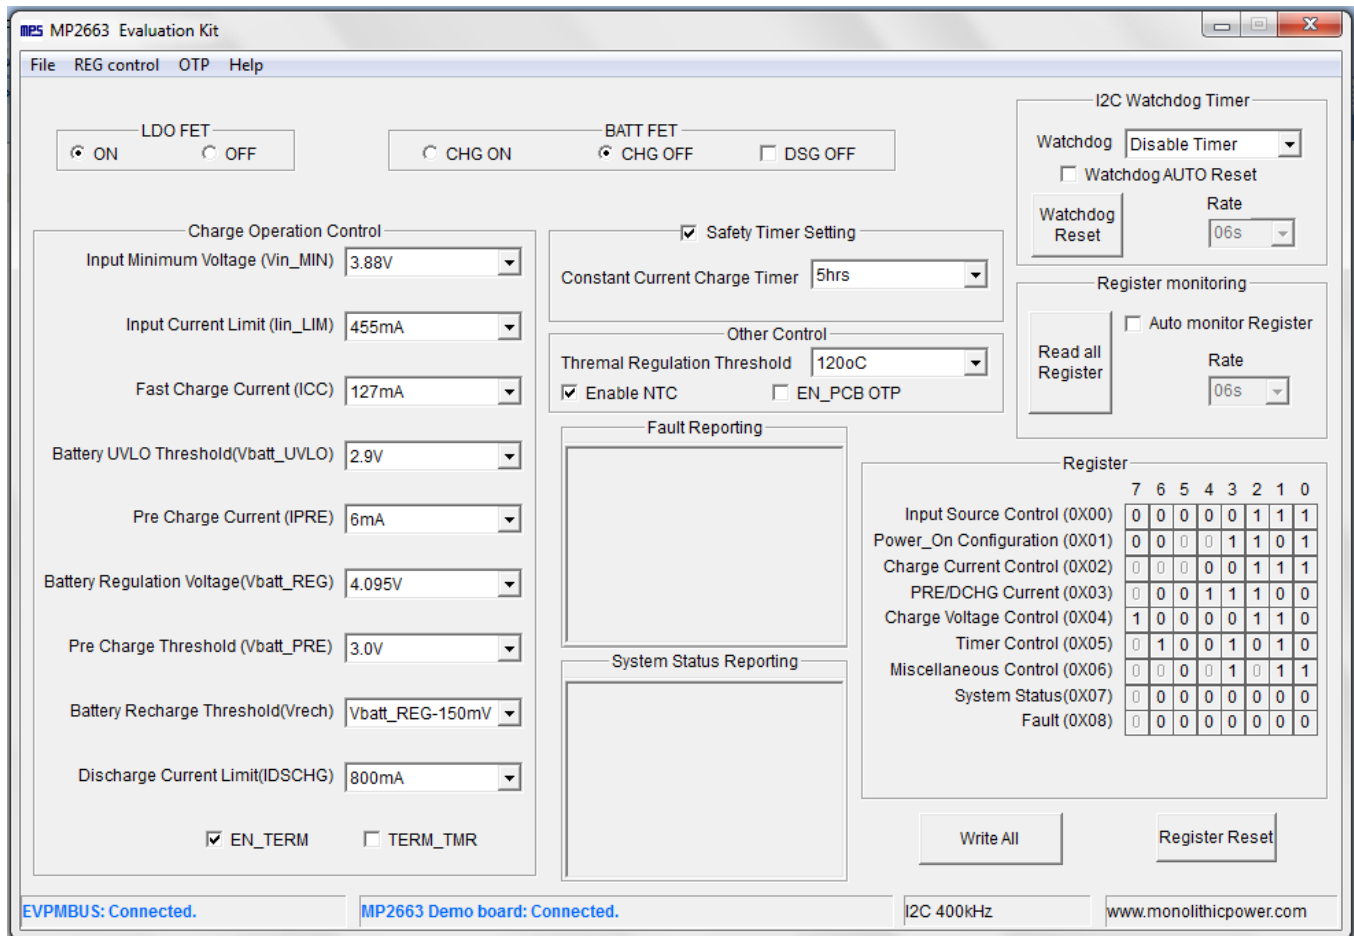 mps MP2663 Evaluation Kit
File REG control OTP Help
LDO FET
ON OFF
BATT FET
CHG ON CHG OFF DSG OFF
I2C Watchdog Timer
Watchdog Disable Timer
Watchdog AUTO Reset
Watchdog
Reset
Rate
06s
Charge Operation Control
Input Minimum Voltage (Vin_MIN) 3.88V
Input Current Limit (Iin_LIM) 455mA
Fast Charge Current (ICC) 127mA
Battery UVLO Threshold(Vbatt_UVLO) 2.9V
Pre Charge Current (IPRE) 6mA
Battery Regulation Voltage(Vbatt_REG) 4.095V
Pre Charge Threshold (Vbatt_PRE) 3.0V
Battery Recharge Threshold(Vrech) Vbatt_REG-150mV
Discharge Current Limit(IDSCHG) 800mA
EN_TERM TERM_TMR
Safety Timer Setting
Constant Current Charge Timer 5hrs
Other Control
Thremal Regulation Threshold 120oC
Enable NTC EN_PCB OTP
Fault Reporting
System Status Reporting
Register monitoring
Auto monitor Register
Read all
Register
Rate
06s
Register
7 6 5 4 3 2 1 0
Input Source Control (0X00) 0 0 0 0 0 1 1 1
Power_On Configuration (0X01) 0 0 0 0 1 1 0 1
Charge Current Control (0X02) 0 0 0 0 0 1 1 1
PRE/DCHG Current (0X03) 0 0 0 1 1 1 0 0
Charge Voltage Control (0X04) 1 0 0 0 0 1 1 0
Timer Control (0X05) 0 1 0 0 1 0 1 0
Miscellaneous Control (0X06) 0 0 0 0 1 0 1 1
System Status(0X07) 0 0 0 0 0 0 0 0
Fault (0X08) 0 0 0 0 0 0 0 0
Write All
Register Reset
EVPMBUS: Connected.
MP2663 Demo board: Connected.
I2C 400kHz
www.monolithicpower.com